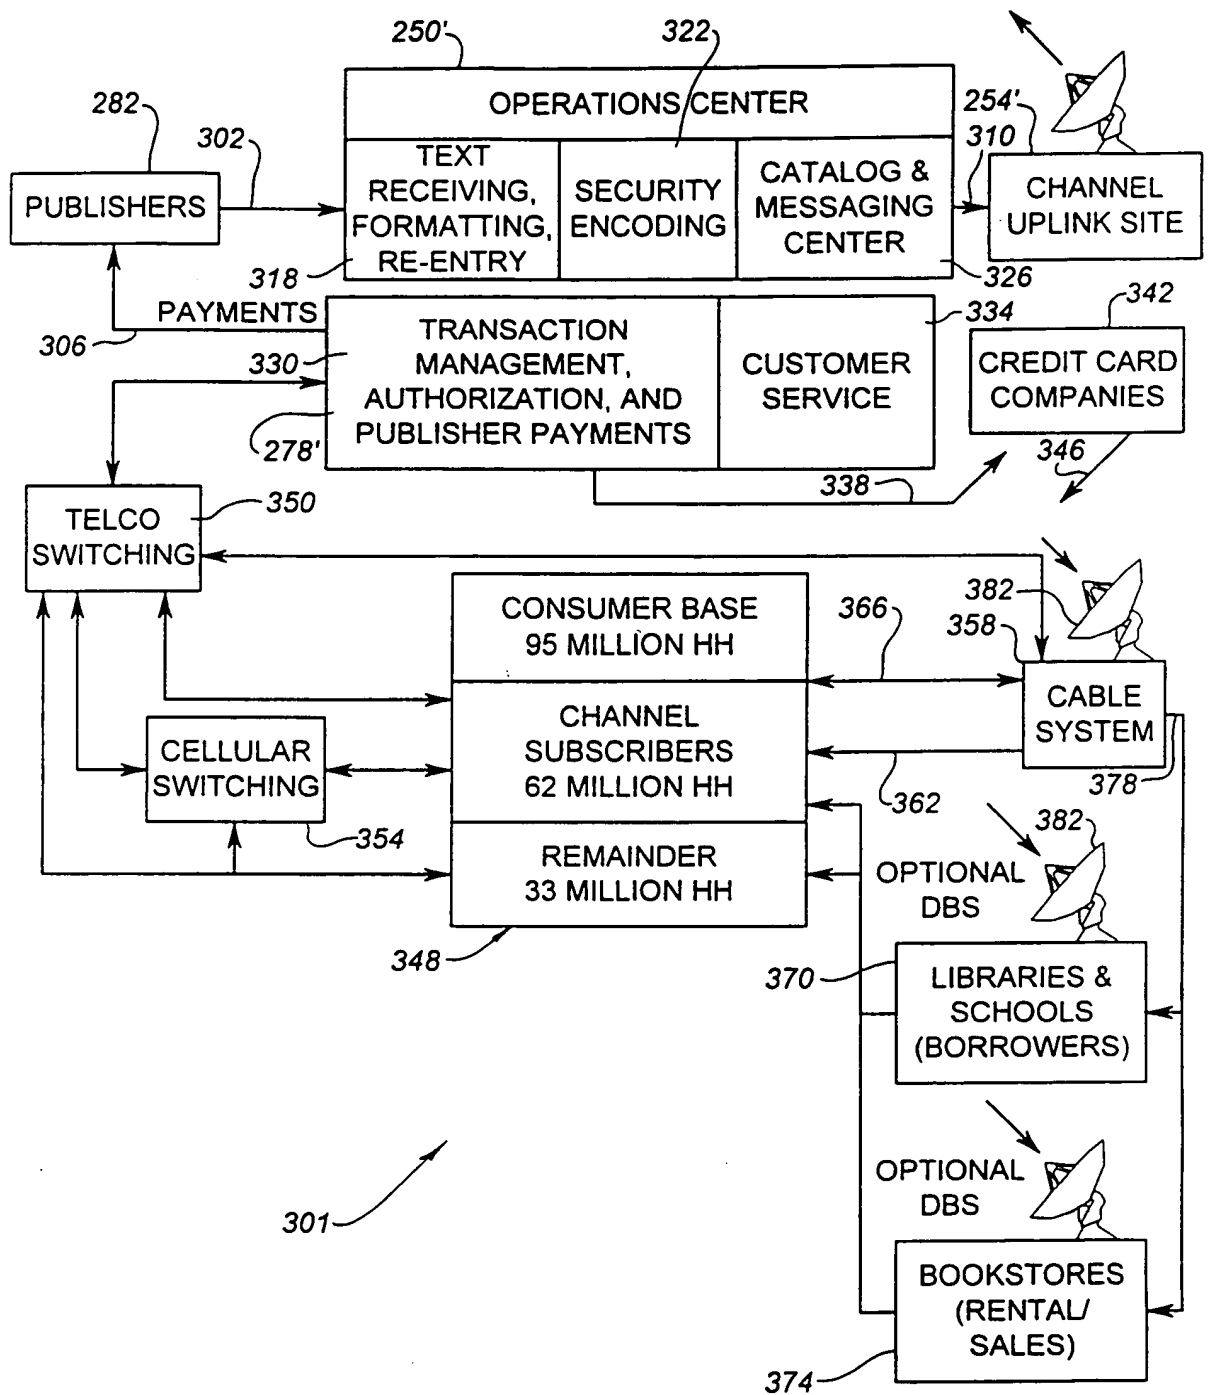 250'
322
282
302
OPERATIONS CENTER
254'
310
PUBLISHERS
TEXT
RECEIVING,
FORMATTING,
RE-ENTRY
318
SECURITY
ENCODING
CATALOG &
MESSAGING
CENTER
326
CHANNEL
UPLINK SITE
PAYMENTS
306
330
TRANSACTION
MANAGEMENT,
AUTHORIZATION, AND
PUBLISHER PAYMENTS
278'
334
CUSTOMER
SERVICE
342
CREDIT CARD
COMPANIES
346
338
350
TELCO
SWITCHING
CONSUMER BASE
95 MILLION HH
366
382
358
CABLE
SYSTEM
CHANNEL
SUBSCRIBERS
62 MILLION HH
CELLULAR
SWITCHING
354
362
378
REMAINDER
33 MILLION HH
348
382
OPTIONAL
DBS
370
LIBRARIES &
SCHOOLS
(BORROWERS)
301
OPTIONAL
DBS
BOOKSTORES
(RENTAL/
SALES)
374